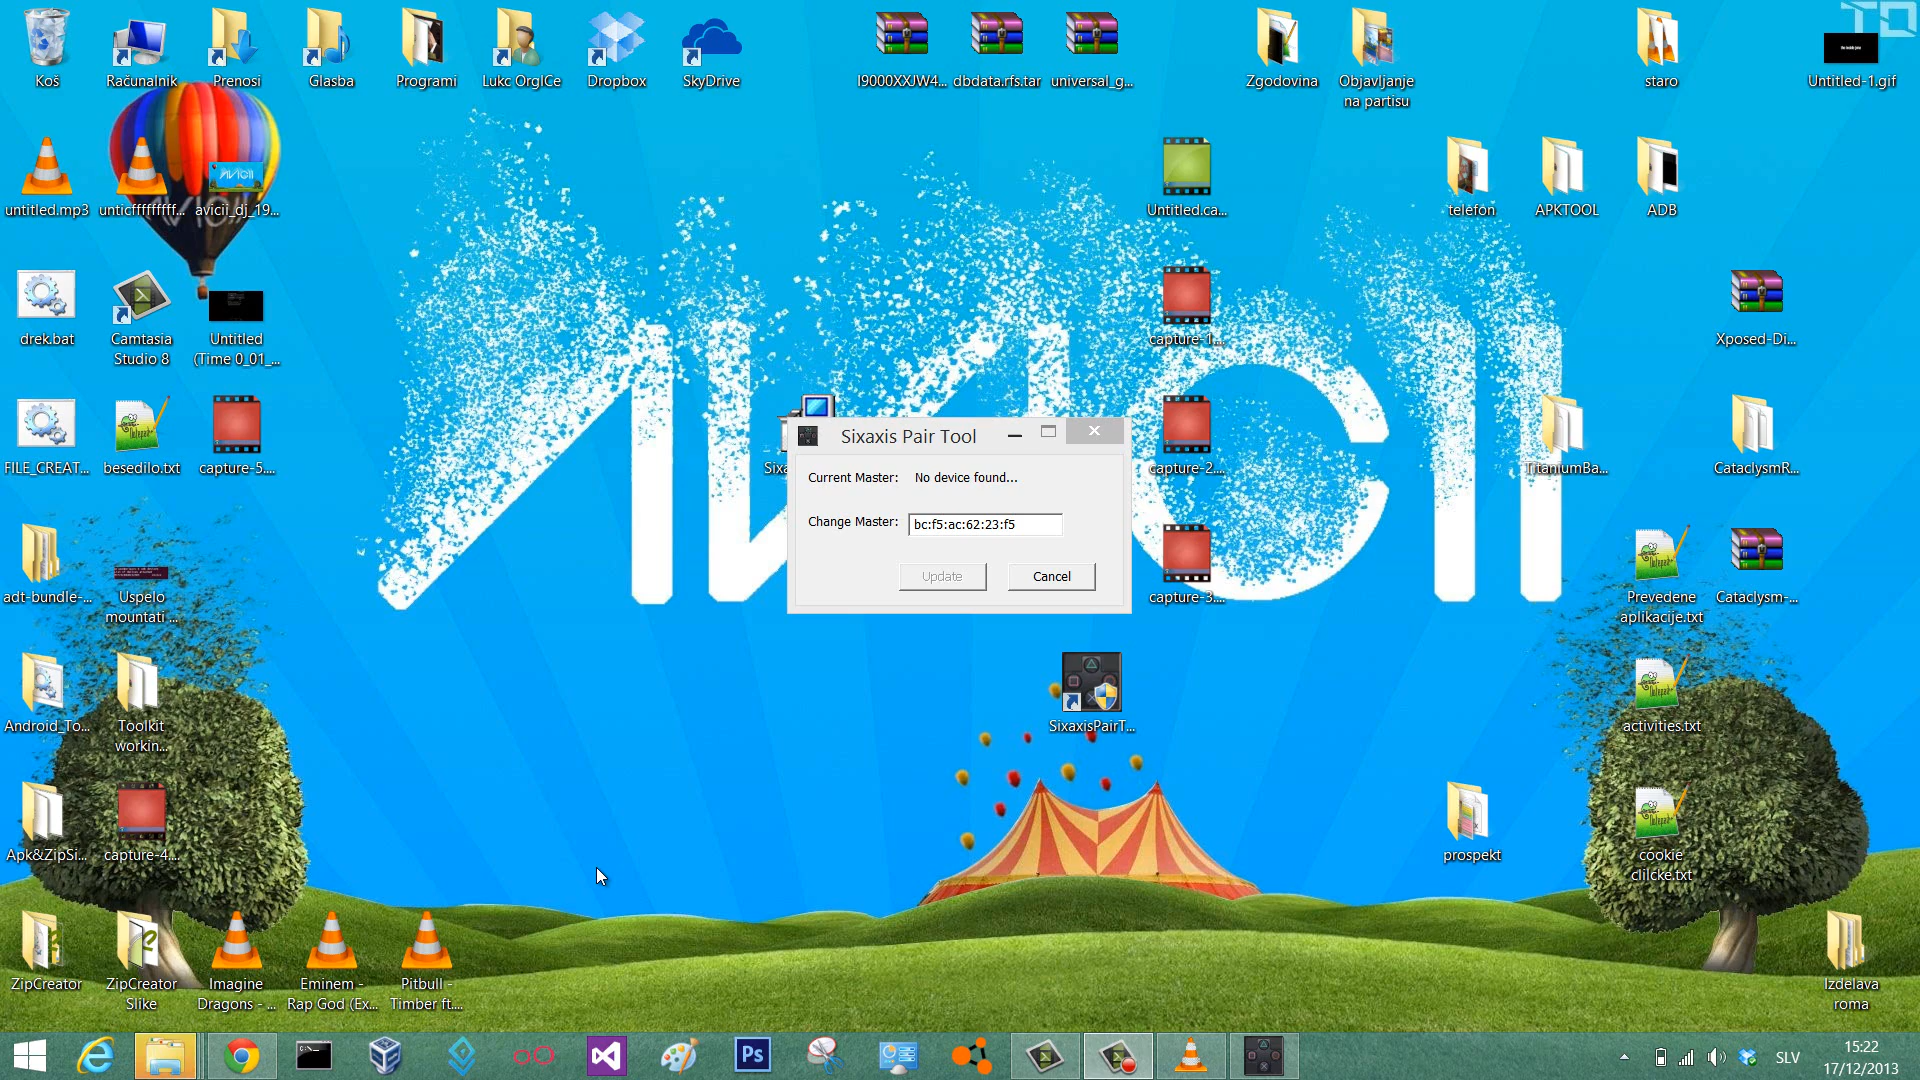 Koš
Računalnik
Prenosi
Glasba
Programi
Lukc OrgICe
Dropbox
SkyDrive
I9000XXJW4...
dbdata.rfs.tar
universal_g...
Zgodovina
Objavljanje
na partisu
staro
Untitled-1.gif
untitled.mp3
unticfffffffff...
avicii_dj_19...
Untitled.ca...
telefon
APKTOOL
ADB
AVICII
drek.bat
Camtasia
Studio 8
Untitled
(Time 0_01_...
capture-1....
Xposed-Di...
FILE_CREAT...
besedilo.txt
capture-5....
Sixa
capture-2....
TitaniumBa...
CataclysmR...
Sixaxis Pair Tool
Current Master:
No device found...
Change Master:
bc:f5:ac:62:23:f5
Update
Cancel
adt-bundle-...
Uspelo
mountati ...
capture-3....
Prevedene
aplikacije.txt
Cataclysm-...
Android_To...
Toolkit
workin...
SixaxisPairT...
activities.txt
Apk&ZipSi...
capture-4....
prospekt
cookie
clilcke.txt
ZipCreator
ZipCreator
Slike
Imagine
Dragons - ...
Eminem -
Rap God (Ex...
Pitbull -
Timber ft....
Izdelava
roma
Ps
SLV
15:22
17/12/2013